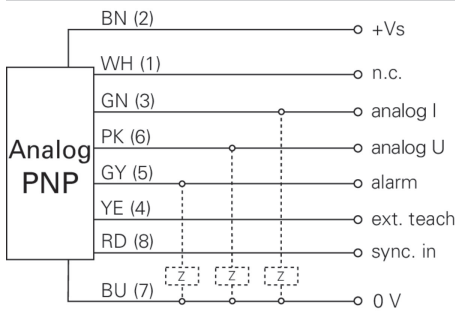 BN (2)
+Vs
WH (1)
n.c.
GN (3)
analog I
PK (6)
analog U
Analog
PNP
GY (5)
alarm
YE (4)
ext. teach
RD (8)
sync. in
Z Z Z
BU (7)
0 V